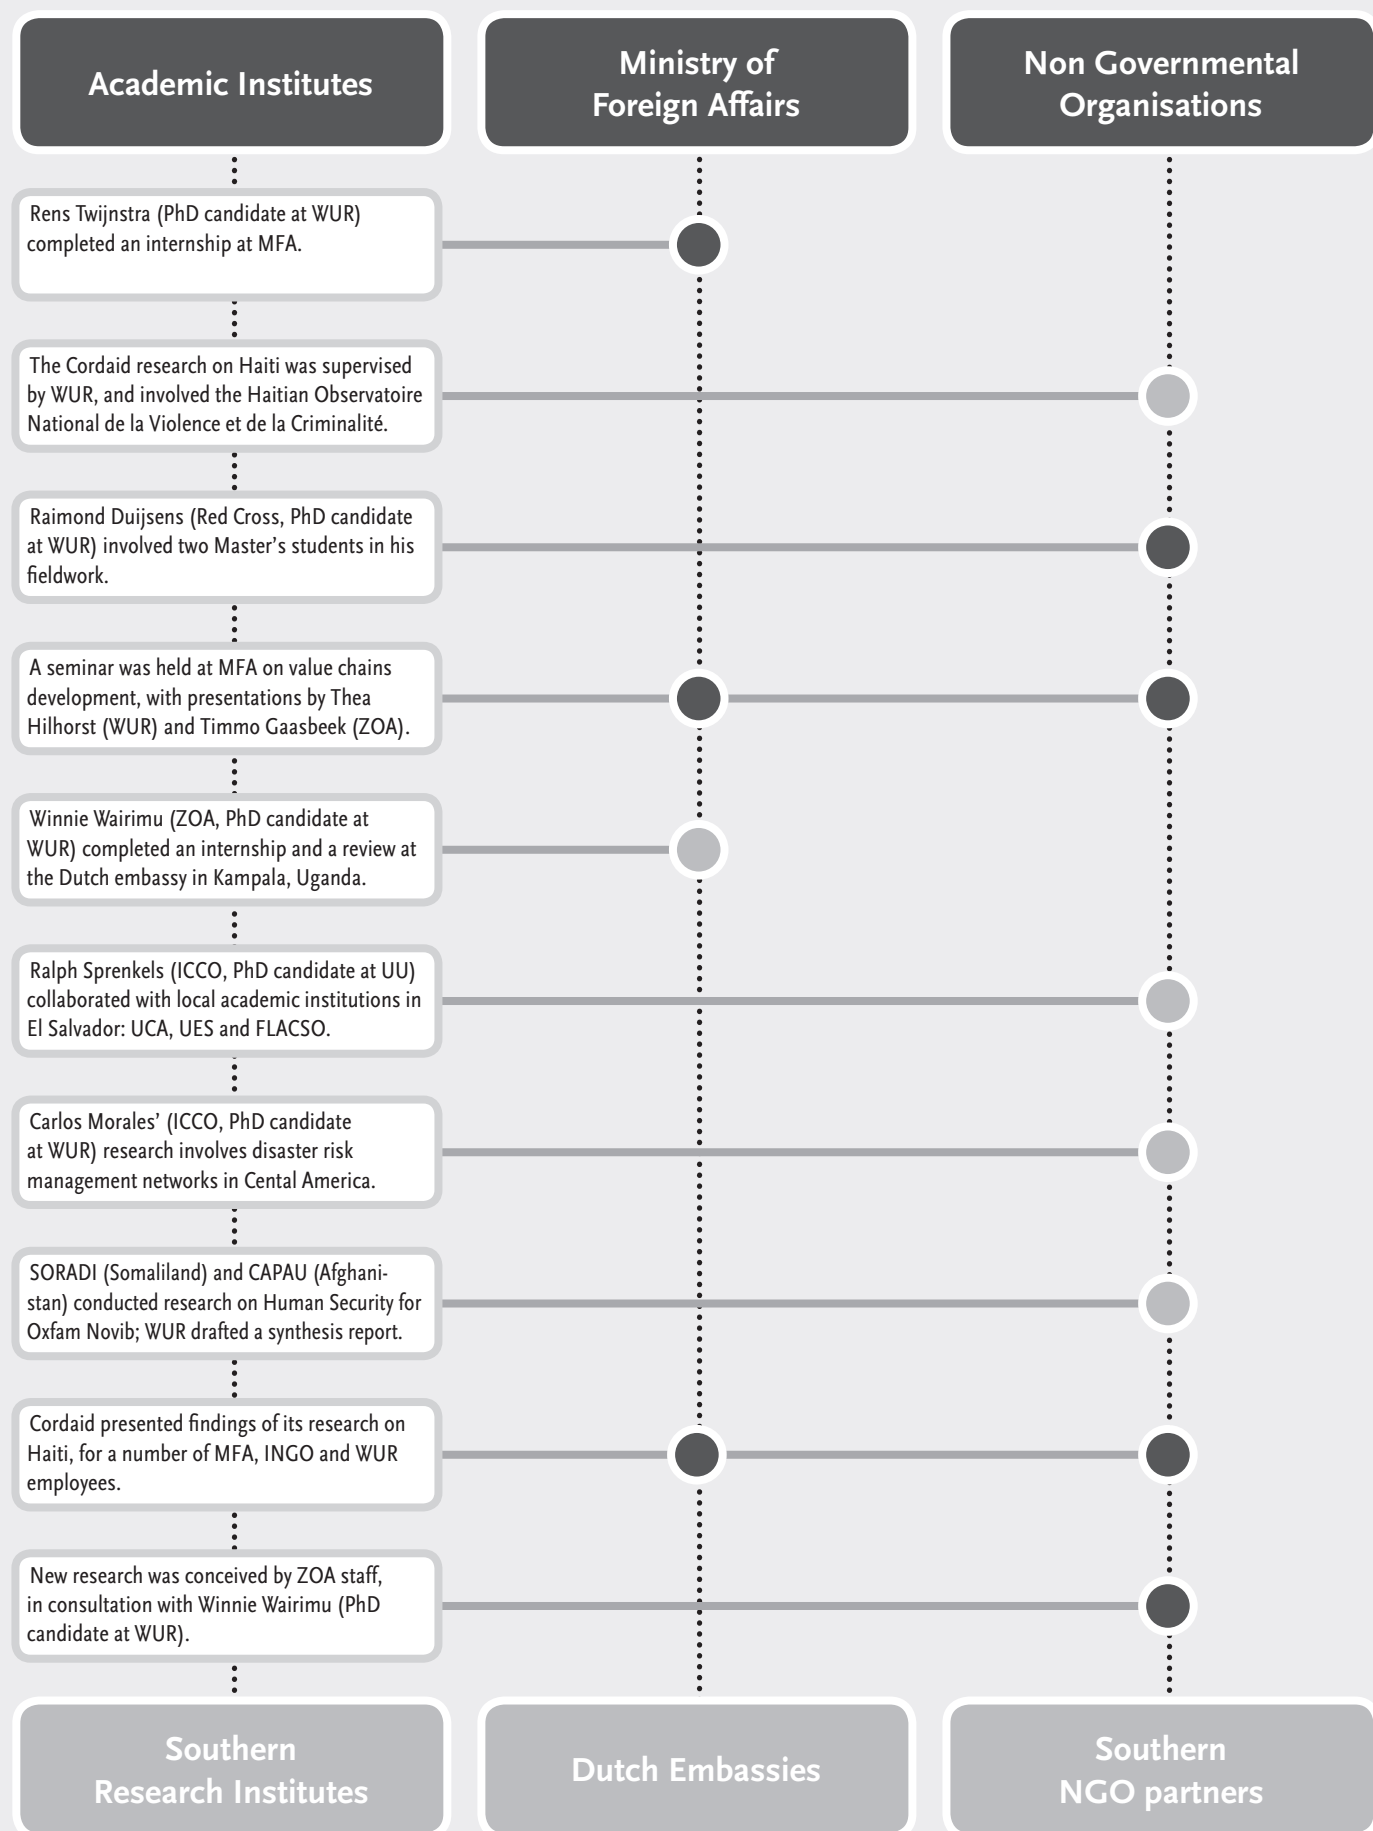 Academic Institutes
Ministry of
Foreign Affairs
Non Governmental
Organisations
Rens Twijnstra (PhD candidate at WUR)
completed an internship at MFA.
The Cordaid research on Haiti was supervised
by WUR, and involved the Haitian Observatoire
National de la Violence et de la Criminalité.
Raimond Duijsens (Red Cross, PhD candidate
at WUR) involved two Master's students in his
fieldwork.
A seminar was held at MFA on value chains
development, with presentations by Thea
Hilhorst (WUR) and Timmo Gaasbeek (ZOA).
Winnie Wairimu (ZOA, PhD candidate at
WUR) completed an internship and a review at
the Dutch embassy in Kampala, Uganda.
Ralph Sprenkels (ICCO, PhD candidate at UU)
collaborated with local academic institutions in
El Salvador: UCA, UES and FLACSO.
Carlos Morales' (ICCO, PhD candidate
at WUR) research involves disaster risk
management networks in Cental America.
SORADI (Somaliland) and CAPAU (Afghani-
stan) conducted research on Human Security for
Oxfam Novib; WUR drafted a synthesis report.
Cordaid presented findings of its research on
Haiti, for a number of MFA, INGO and WUR
employees.
New research was conceived by ZOA staff,
in consultation with Winnie Wairimu (PhD
candidate at WUR).
Southern
Research Institutes
Dutch Embassies
Southern
NGO partners